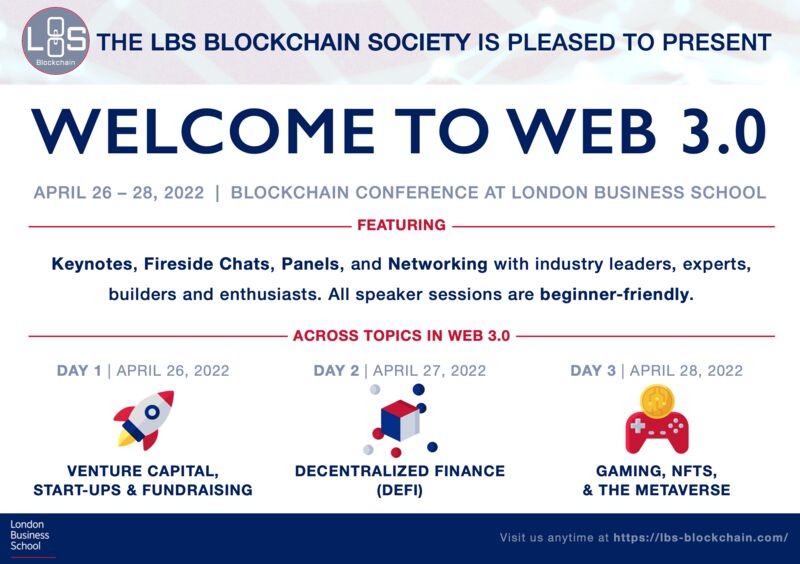 LBS
Blockchain
THE LBS BLOCKCHAIN SOCIETY IS PLEASED TO PRESENT
WELCOME TO WEB 3.0
APRIL 26 – 28, 2022 | BLOCKCHAIN CONFERENCE AT LONDON BUSINESS SCHOOL
FEATURING
Keynotes, Fireside Chats, Panels, and Networking with industry leaders, experts,
builders and enthusiasts. All speaker sessions are beginner-friendly.
ACROSS TOPICS IN WEB 3.0
DAY 1 | APRIL 26, 2022
VENTURE CAPITAL,
START-UPS & FUNDRAISING
DAY 2 | APRIL 27, 2022
DECENTRALIZED FINANCE
(DEFI)
DAY 3 | APRIL 28, 2022
GAMING, NFTS,
& THE METAVERSE
London
Business
School
Visit us anytime at https://lbs-blockchain.com/